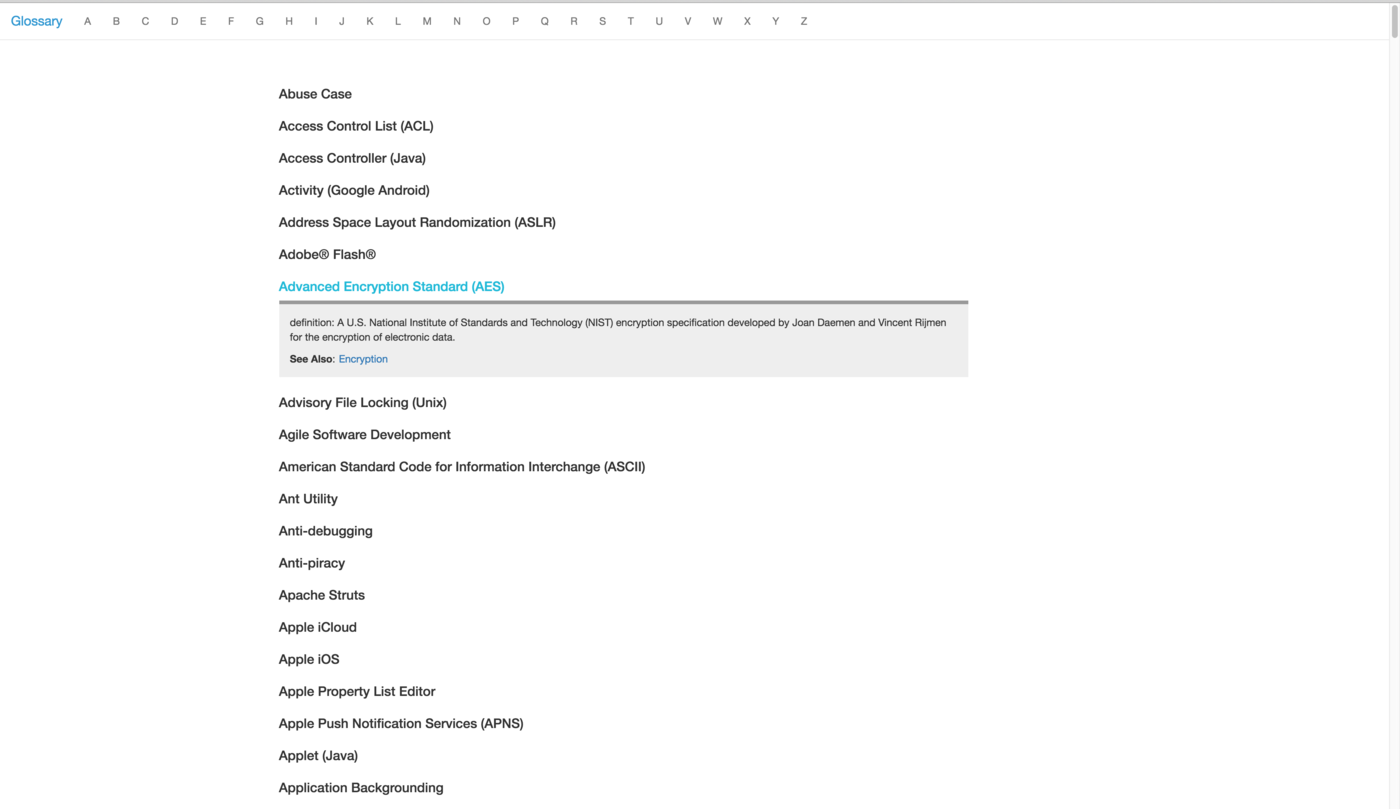 Glossary A B C D E F G H I J K L M N O P Q R S T U V W X Y Z
Abuse Case
Access Control List (ACL)
Access Controller (Java)
Activity (Google Android)
Address Space Layout Randomization (ASLR)
Adobe® Flash®
Advanced Encryption Standard (AES)
definition: A U.S. National Institute of Standards and Technology (NIST) encryption specification developed by Joan Daemen and Vincent Rijmen
for the encryption of electronic data.
See Also: Encryption
Advisory File Locking (Unix)
Agile Software Development
American Standard Code for Information Interchange (ASCII)
Ant Utility
Anti-debugging
Anti-piracy
Apache Struts
Apple iCloud
Apple iOS
Apple Property List Editor
Apple Push Notification Services (APNS)
Applet (Java)
Application Backgrounding